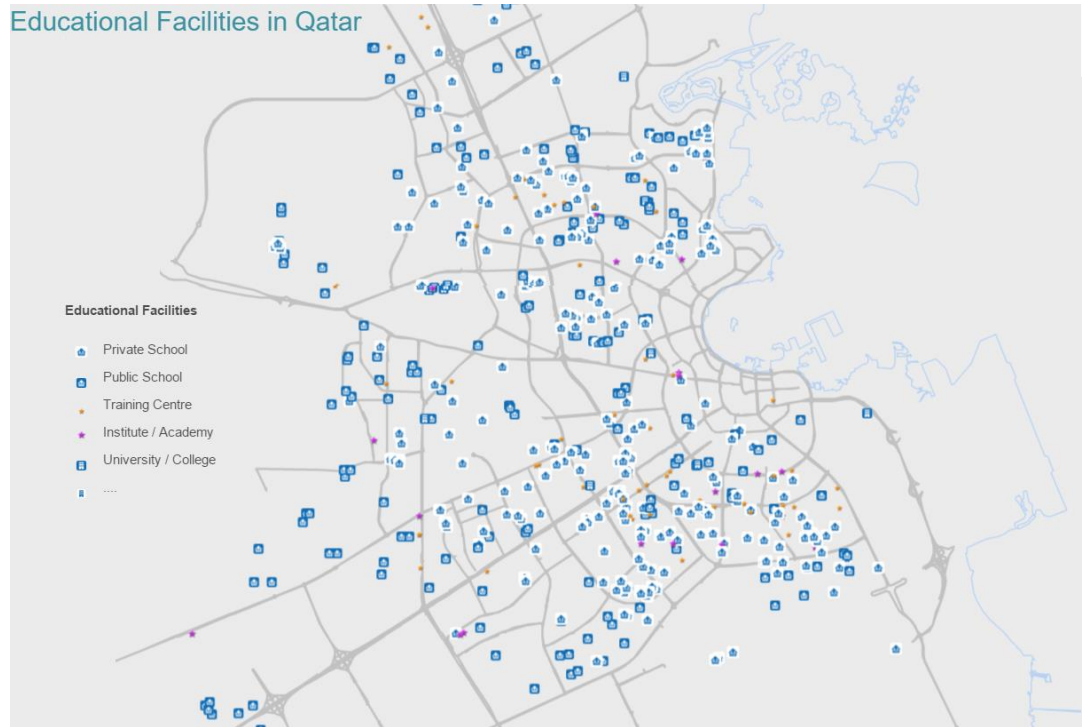 Educational Facilities in Qatar
Educational Facilities
Private School
Public School
Training Centre
Institute / Academy
University / College
....